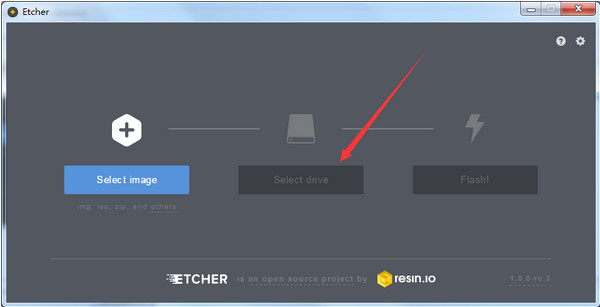 Etcher
Select image
Select drive
Flash!
img, iso, zip, and others
ETCHER is an open source project by resin.io
1.0.0-rc.3